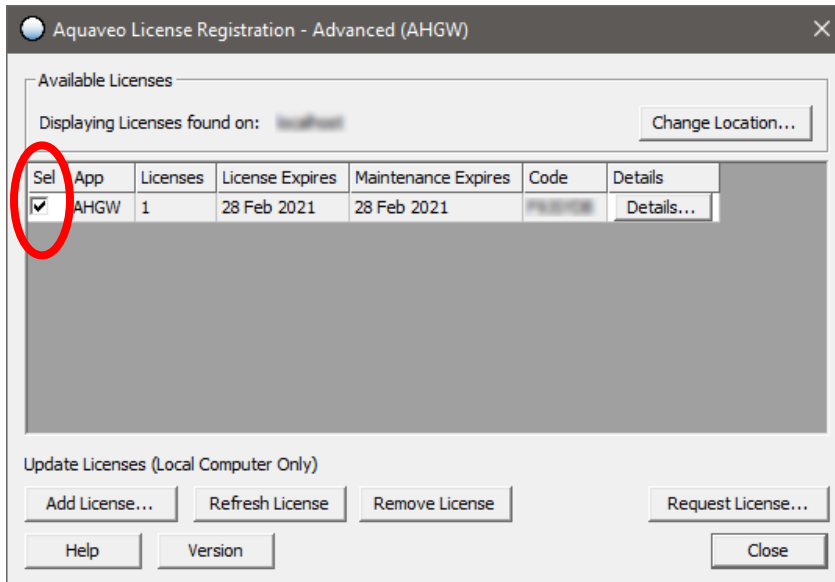 Aquaveo License Registration - Advanced (AHGW)
Available Licenses
Displaying Licenses found on:
Change Location...
Sel App Licenses License Expires Maintenance Expires Code Details
AHGW 1 28 Feb 2021 28 Feb 2021 Details...
Update Licenses (Local Computer Only)
Add License... Refresh License Remove License Request License...
Help Version Close